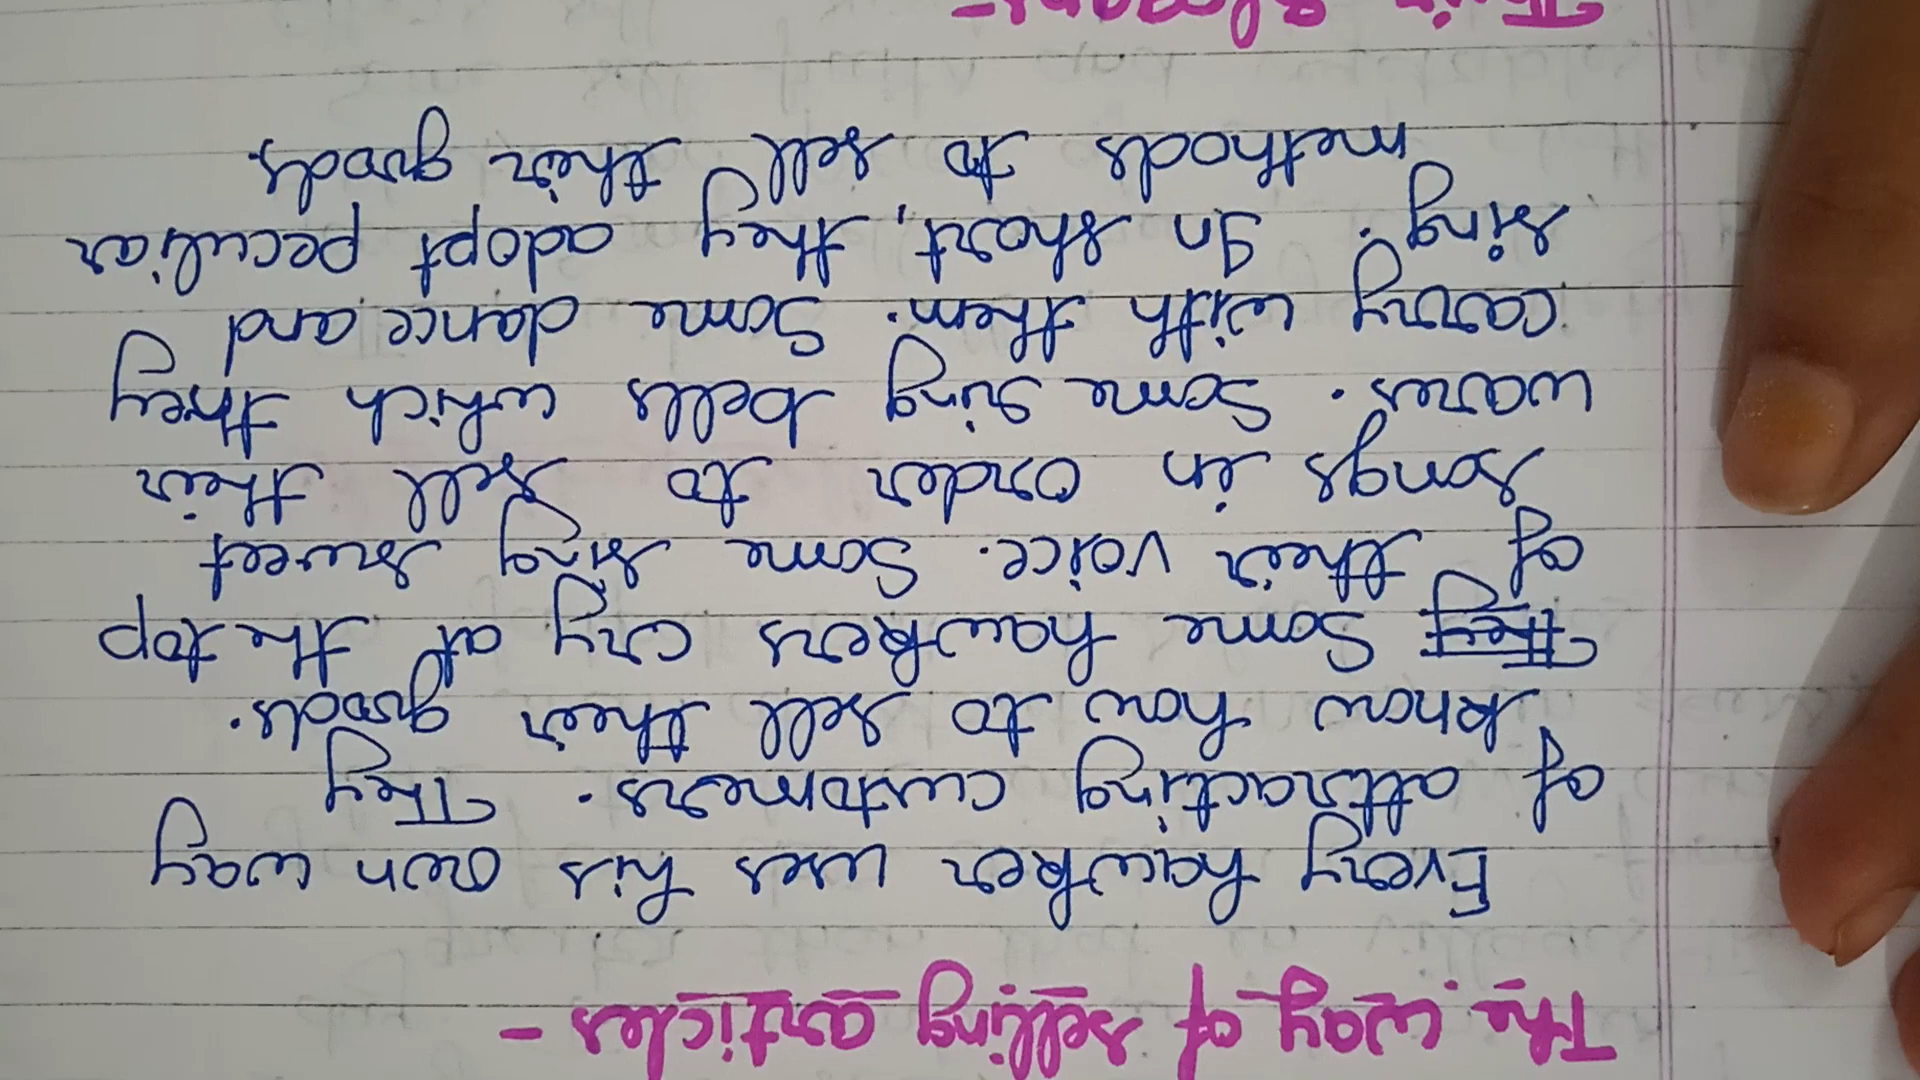 The way of selling articles -
Every hawker uses his own way
of attracting customers. They
know how to sell their goods.
They Some hawkers cry at the top
of their voice. Some sing sweet
songs in order to sell their
wares. Some sing bells which they
carry with them. Some dance and
sing. In short, they adopt peculiar
methods to sell their goods.
Their slogans-